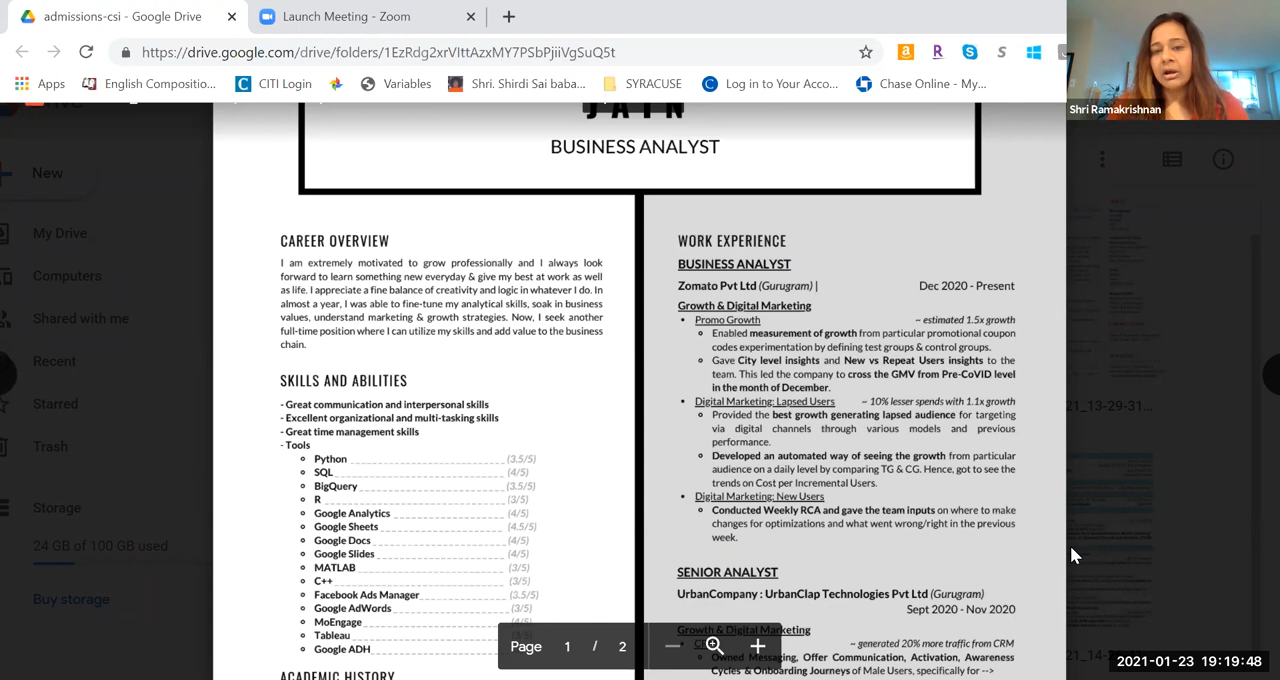 admissions-csi - Google Drive
Launch Meeting - Zoom
https://drive.google.com/drive/folders/1EzRdg2xrVIttAzxMY7PSbPjiiVgSuQ5t
Apps
English Compositio...
CITI Login
Variables
Shri. Shirdi Sai baba...
SYRACUSE
Log in to Your Acco...
Chase Online - My...
Shri Ramakrishnan
New
My Drive
Computers
Shared with me
Recent
Starred
Trash
Storage
24 GB of 100 GB used
Buy storage
JAIN
BUSINESS ANALYST
CAREER OVERVIEW
I am extremely motivated to grow professionally and I always look
forward to learn something new everyday & give my best at work as well
as life. I appreciate a fine balance of creativity and logic in whatever I do. In
almost a year, I was able to fine-tune my analytical skills, soak in business
values, understand marketing & growth strategies. Now, I seek another
full-time position where I can utilize my skills and add value to the business
chain.
SKILLS AND ABILITIES
- Great communication and interpersonal skills
- Excellent organizational and multi-tasking skills
- Great time management skills
- Tools
Python (3.5/5)
SQL (4/5)
BigQuery (3.5/5)
R (3/5)
Google Analytics (4/5)
Google Sheets (4.5/5)
Google Docs (4/5)
Google Slides (4/5)
MATLAB (3/5)
C++ (3/5)
Facebook Ads Manager (3.5/5)
Google AdWords (3/5)
MoEngage
Tableau
Google ADH
ACADEMIC HISTORY
WORK EXPERIENCE
BUSINESS ANALYST
Zomato Pvt Ltd (Gurugram) | Dec 2020 - Present
Growth & Digital Marketing
Promo Growth ~ estimated 1.5x growth
Enabled measurement of growth from particular promotional coupon
codes experimentation by defining test groups & control groups.
Gave City level insights and New vs Repeat Users insights to the
team. This led the company to cross the GMV from Pre-CoVID level
in the month of December.
Digital Marketing: Lapsed Users ~ 10% lesser spends with 1.1x growth
Provided the best growth generating lapsed audience for targeting
via digital channels through various models and previous
performance.
Developed an automated way of seeing the growth from particular
audience on a daily level by comparing TG & CG. Hence, got to see the
trends on Cost per Incremental Users.
Digital Marketing: New Users
Conducted Weekly RCA and gave the team inputs on where to make
changes for optimizations and what went wrong/right in the previous
week.
SENIOR ANALYST
UrbanCompany : UrbanClap Technologies Pvt Ltd (Gurugram)
Sept 2020 - Nov 2020
Growth & Digital Marketing
~ generated 20% more traffic from CRM
Owned Messaging, Offer Communication, Activation, Awareness
Cycles & Onboarding Journeys of Male Users, specifically for -->
Page 1 / 2
21_13-29-31...
2021-01-23 19:19:48